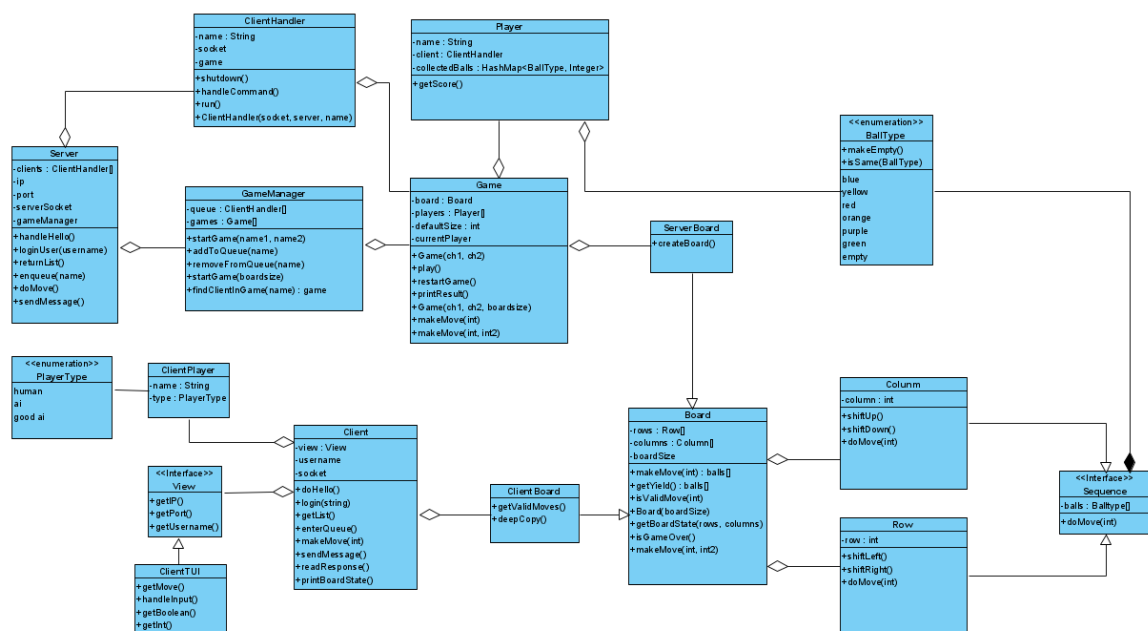 ClientHandler
-name : String
-socket
-game
+shutdown()
+handleCommand()
+run()
+ClientHandler(socket, server, name)
Player
-name : String
-client : ClientHandler
-collectedBalls : HashMap<BallType, Integer>
+getScore()
<<enumeration>>
BallType
+makeEmpty()
+isSame(BallType)
blue
yellow
red
orange
purple
green
empty
Server
-clients : ClientHandler[]
-ip
-port
-serverSocket
-gameManager
+handleHello()
+loginUser(username)
+returnList()
+enqueue(name)
+doMove()
+sendMessage()
GameManager
-queue : ClientHandler[]
-games : Game[]
+startGame(name1, name2)
+addToQueue(name)
+removeFromQueue(name)
+startGame(boardsize)
+findClientInGame(name) : game
Game
-board : Board
-players : Player[]
-defaultSize : int
-currentPlayer
+Game(ch1, ch2)
+play()
+restartGame()
+printResult()
+Game(ch1, ch2, boardsize)
+makeMove(int)
+makeMove(int, int2)
ServerBoard
+createBoard()
<<enumeration>>
PlayerType
human
ai
good ai
ClientPlayer
-name : String
-type : PlayerType
Client
-view : View
-username
-socket
+doHello()
+login(string)
+getList()
+enterQueue()
+makeMove(int)
+sendMessage()
+readResponse()
+printBoardState()
<<Interface>>
View
+getIP()
+getPort()
+getUsername()
ClientTUI
+getMove()
+handleInput()
+getBoolean()
+getInt()
ClientBoard
+getValidMoves()
+deepCopy()
Board
-rows : Row[]
-columns : Column[]
-boardSize
+makeMove(int) : balls[]
+getYield() : balls[]
+isValidMove(int)
+Board(boardSize)
+getBoardState(rows, columns)
+isGameOver()
+makeMove(int, int2)
Colunm
-column : int
+shiftUp()
+shiftDown()
+doMove(int)
Row
-row : int
+shiftLeft()
+shiftRight()
+doMove(int)
<<Interface>>
Sequence
-balls : Balltype[]
+doMove(int)